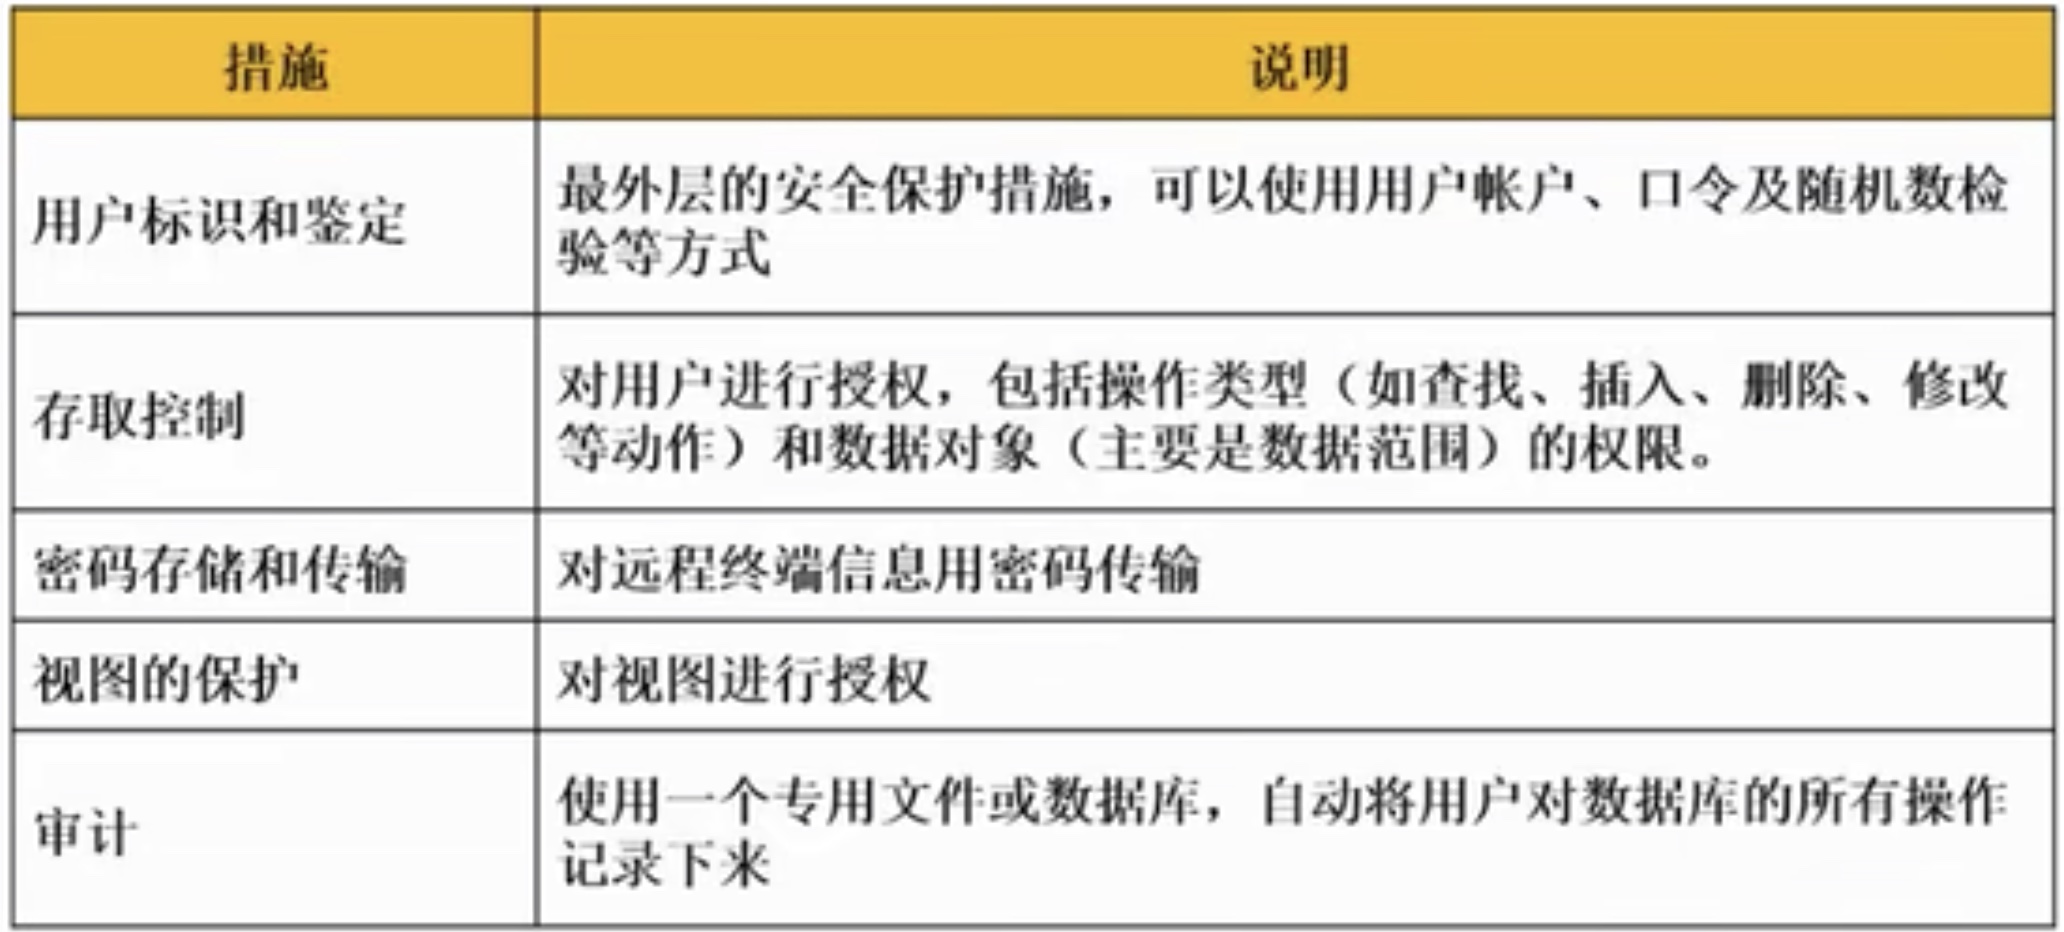 措施
说明
用户标识和鉴定
最外层的安全保护措施，可以使用用户帐户、口令及随机数检
验等方式
存取控制
对用户进行授权，包括操作类型（如查找、插入、删除、修改
等动作）和数据对象（主要是数据范围）的权限。
密码存储和传输
对远程终端信息用密码传输
视图的保护
对视图进行授权
审计
使用一个专用文件或数据库，自动将用户对数据库的所有操作
记录下来